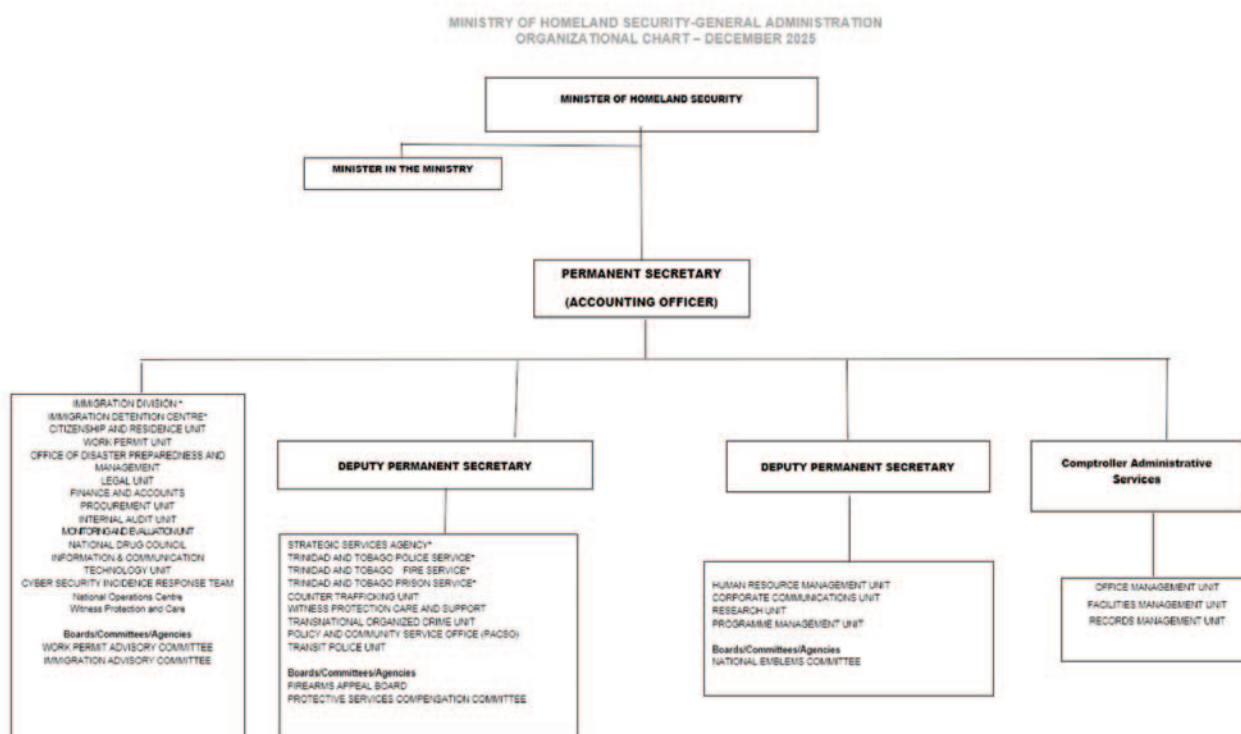 MINISTRY OF HOMELAND SECURITY-GENERAL ADMINISTRATION
ORGANIZATIONAL CHART – DECEMBER 2025
MINISTER OF HOMELAND SECURITY
MINISTER IN THE MINISTRY
PERMANENT SECRETARY
(ACCOUNTING OFFICER)
IMMIGRATION DIVISION *
IMMIGRATION DETENTION CENTRE*
CITIZENSHIP AND RESIDENCE UNIT
WORK PERMIT UNIT
OFFICE OF DISASTER PREPAREDNESS AND
MANAGEMENT
LEGAL UNIT
FINANCE AND ACCOUNTS
PROCUREMENT UNIT
INTERNAL AUDIT UNIT
MONITORING AND EVALUATION UNIT
NATIONAL DRUG COUNCIL
INFORMATION & COMMUNICATION
TECHNOLOGY UNIT
CYBER SECURITY INCIDENCE RESPONSE TEAM
National Operations Centre
Witness Protection and Care
Boards/Committees/Agencies
WORK PERMIT ADVISORY COMMITTEE
IMMIGRATION ADVISORY COMMITTEE
DEPUTY PERMANENT SECRETARY
STRATEGIC SERVICES AGENCY*
TRINIDAD AND TOBAGO POLICE SERVICE*
TRINIDAD AND TOBAGO FIRE SERVICE*
TRINIDAD AND TOBAGO PRISON SERVICE*
COUNTER TRAFFICKING UNIT
WITNESS PROTECTION CARE AND SUPPORT
TRANSNATIONAL ORGANIZED CRIME UNIT
POLICY AND COMMUNITY SERVICE OFFICE (PACSO)
TRANSIT POLICE UNIT
Boards/Committees/Agencies
FIREARMS APPEAL BOARD
PROTECTIVE SERVICES COMPENSATION COMMITTEE
DEPUTY PERMANENT SECRETARY
HUMAN RESOURCE MANAGEMENT UNIT
CORPORATE COMMUNICATIONS UNIT
RESEARCH UNIT
PROGRAMME MANAGEMENT UNIT
Boards/Committees/Agencies
NATIONAL EMBLEMS COMMITTEE
Comptroller Administrative
Services
OFFICE MANAGEMENT UNIT
FACILITIES MANAGEMENT UNIT
RECORDS MANAGEMENT UNIT